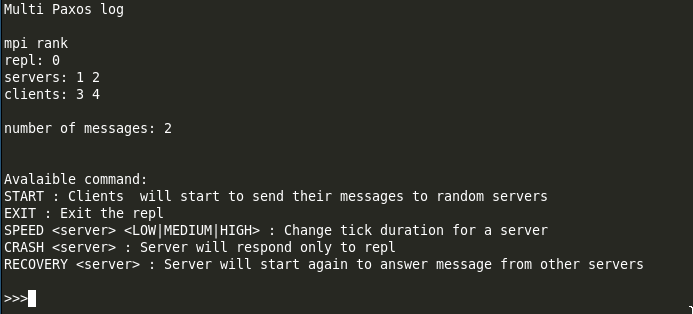 Multi Paxos log
mpi rank
repl: 0
servers: 1 2
clients: 3 4
number of messages: 2
Avalaible command:
START : Clients  will start to send their messages to random servers
EXIT : Exit the repl
SPEED <server> <LOW|MEDIUM|HIGH> : Change tick duration for a server
CRASH <server> : Server will respond only to repl
RECOVERY <server> : Server will start again to answer message from other servers
>>>